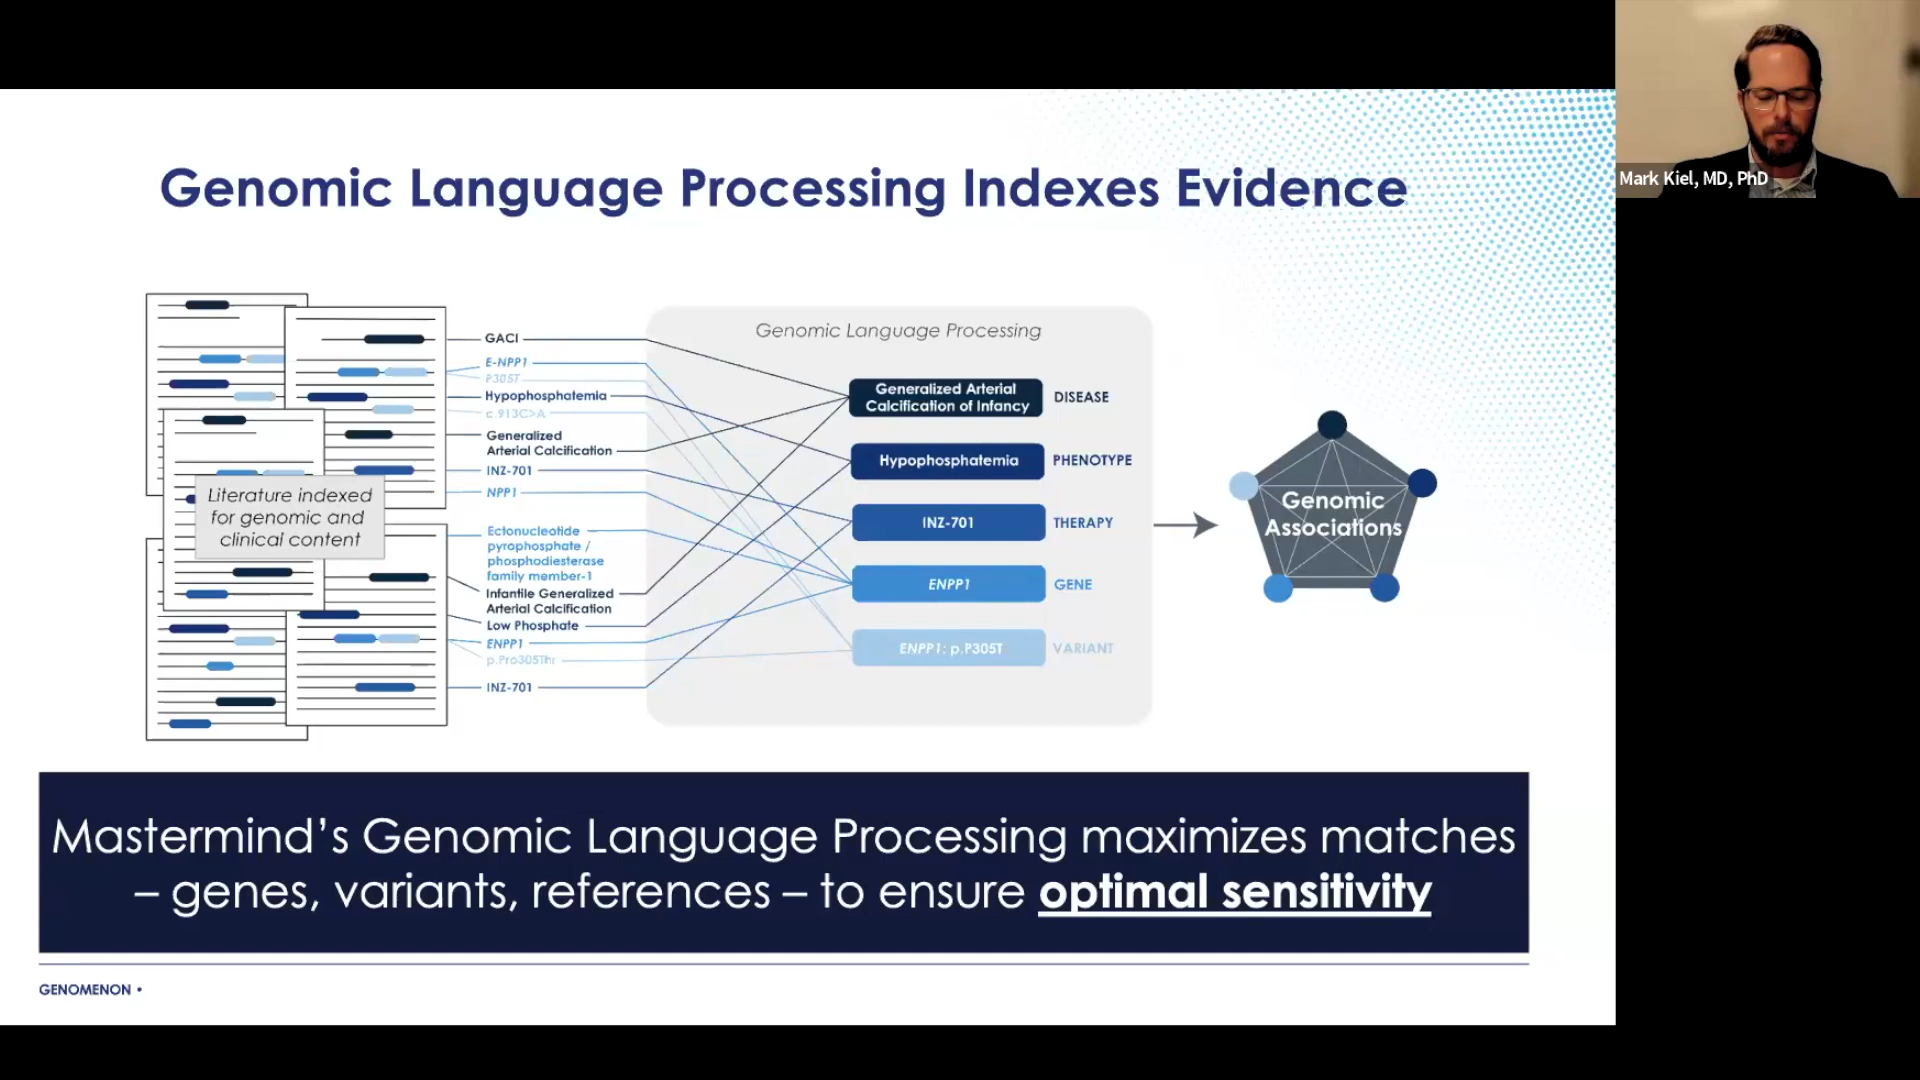 Mark Kiel, MD, PhD
Genomic Language Processing Indexes Evidence
Literature indexed
for genomic and
clinical content
GACI
E-NPP1
P305T
Hypophosphatemia
c.913C>A
Generalized
Arterial Calcification
INZ-701
NPP1
Ectonucleotide
pyrophosphate /
phosphodiesterase
family member-1
Infantile Generalized
Arterial Calcification
Low Phosphate
ENPP1
p.Pro305Thr
INZ-701
Genomic Language Processing
Generalized Arterial
Calcification of Infancy
DISEASE
Hypophosphatemia
PHENOTYPE
INZ-701
THERAPY
ENPP1
GENE
ENPP1: p.P305T
VARIANT
Genomic
Associations
Mastermind’s Genomic Language Processing maximizes matches
– genes, variants, references – to ensure optimal sensitivity
GENOMENON •